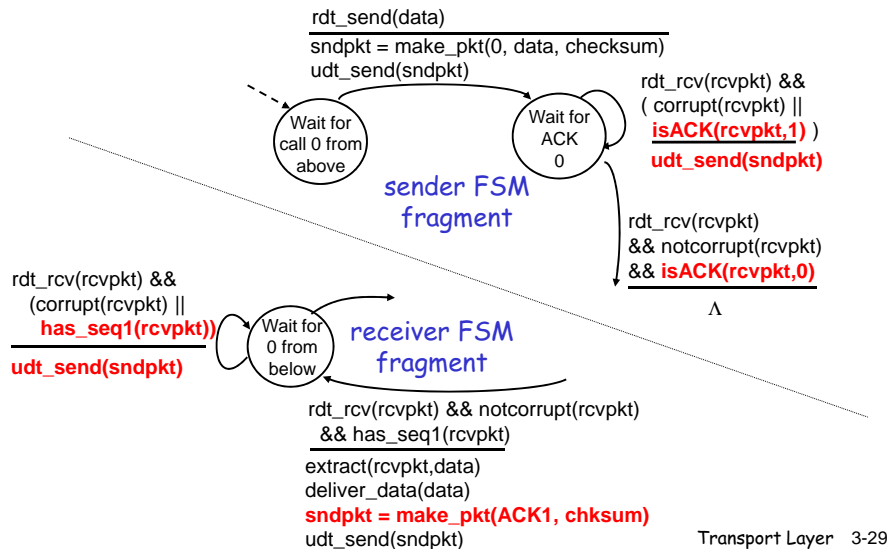 rdt_send(data)
sndpkt = make_pkt(0, data, checksum)
udt_send(sndpkt)
Wait for
call 0 from
above
Wait for
ACK
0
rdt_rcv(rcvpkt) &&
( corrupt(rcvpkt) ||
isACK(rcvpkt,1) )
udt_send(sndpkt)
sender FSM
fragment
rdt_rcv(rcvpkt)
&& notcorrupt(rcvpkt)
&& isACK(rcvpkt,0)
Λ
rdt_rcv(rcvpkt) &&
(corrupt(rcvpkt) ||
has_seq1(rcvpkt))
udt_send(sndpkt)
Wait for
0 from
below
receiver FSM
fragment
rdt_rcv(rcvpkt) && notcorrupt(rcvpkt)
&& has_seq1(rcvpkt)
extract(rcvpkt,data)
deliver_data(data)
sndpkt = make_pkt(ACK1, chksum)
udt_send(sndpkt)
Transport Layer 3-29